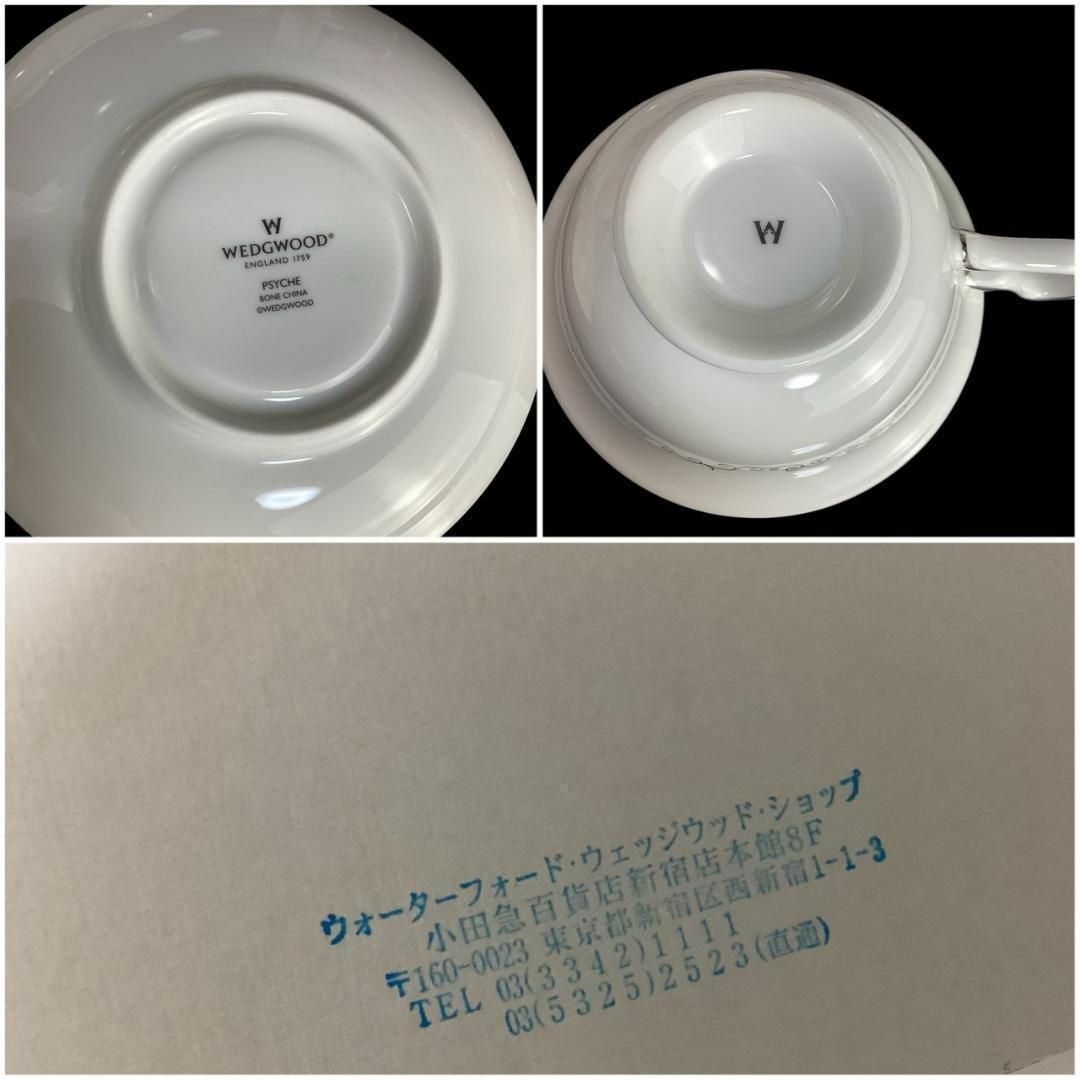 W
WEDGWOOD®
ENGLAND 1759
PSYCHE
BONE CHINA
©WEDGWOOD
W
ウォーターフォード・ウェッジウッド・ショップ
小田急百貨店新宿店本館8F
〒160-0023 東京都新宿区西新宿1-1-3
TEL 03(3342)1111
03(5325)2523(直通)